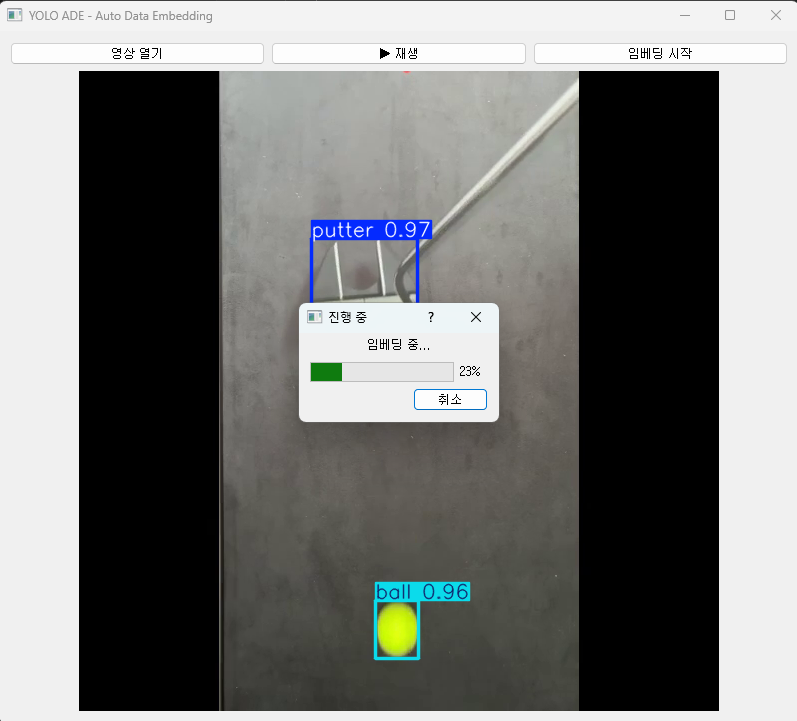 YOLO ADE - Auto Data Embedding
영상 열기
▶ 재생
임베딩 시작
putter 0.97
진행 중
?
임베딩 중...
23%
취소
ball 0.96